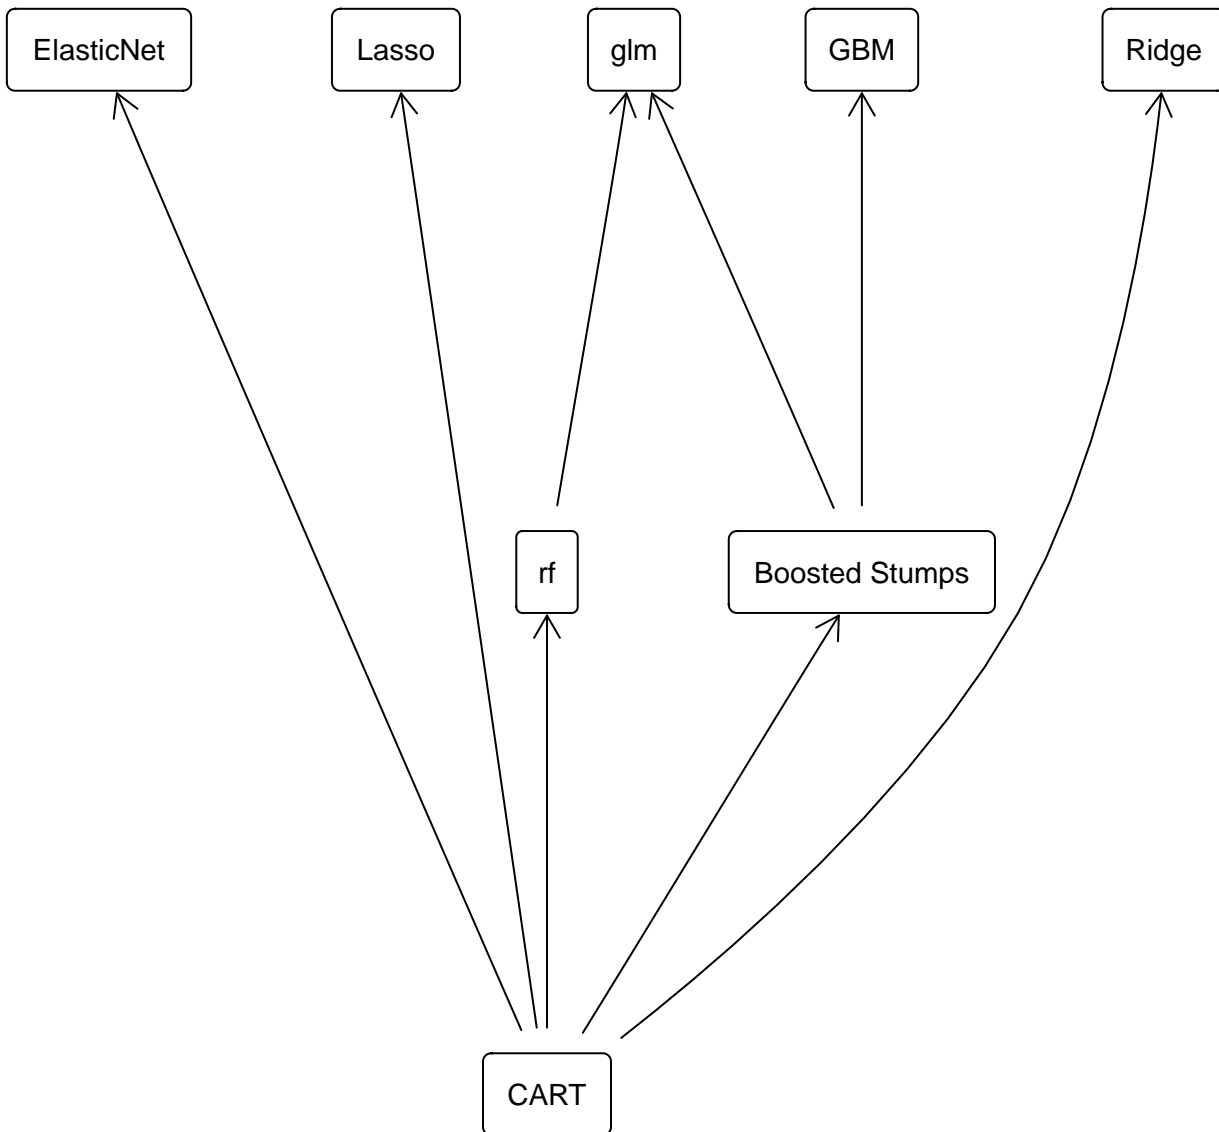 ElasticNet
Lasso
glm
GBM
Ridge
rf
Boosted Stumps
CART